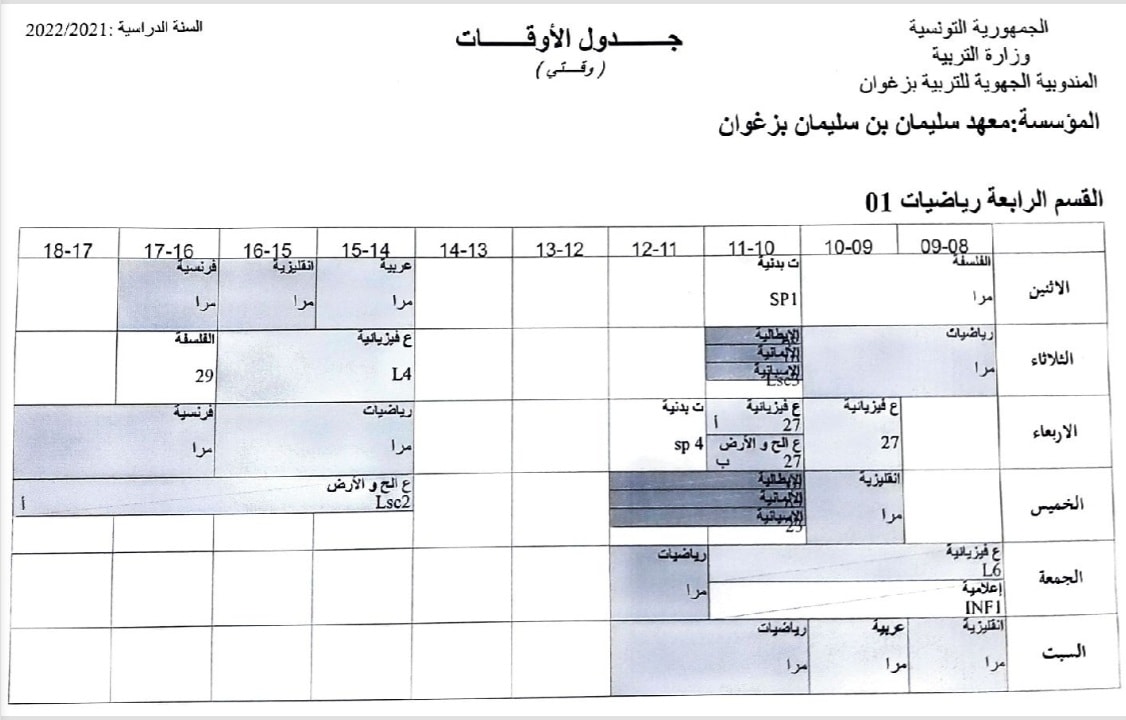 الجمهورية التونسية
وزارة التربية
المندوبية الجهوية للتربية بزغوان
المؤسسة:معهد سليمان بن سليمان بزغوان
جـــدول الأوقـــات
(وقـتـي)
السنة الدراسية :2022/2021
القسم الرابعة رياضيات 01
09-08 10-09 11-10 12-11 13-12 14-13 15-14 16-15 17-16 18-17
الاثنين
الفلسفة
مرا
ت بدنية
SP1
عربية
مرا
انقليزية
مرا
فرنسية
مرا
الثلاثاء
رياضيات
مرا
الإيطالية
الألمانية
الإسبانية
Lsc3
ع فيزيائية
L4
الفلسفة
29
الاربعاء
ع فيزيائية
27
ع فيزيائية
27 أ
ع الح و الأرض
27 ب
ت بدنية
sp 4
رياضيات
مرا
فرنسية
مرا
الخميس
انقليزية
مرا
الإيطالية
الألمانية
الإسبانية
23
ع الح و الأرض
Lsc2
أ
الجمعة
ع فيزيائية
L6
إعلامية
INF1
رياضيات
مرا
السبت
انقليزية
مرا
عربية
مرا
رياضيات
مرا